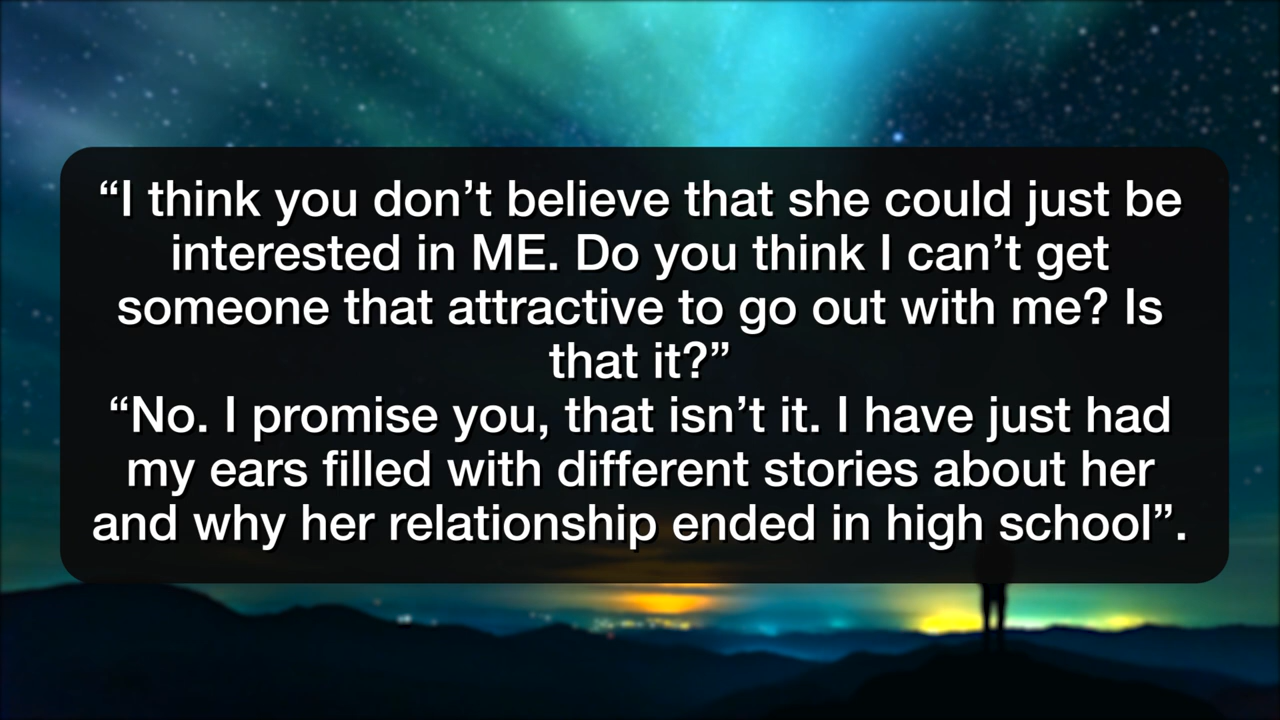 “I think you don’t believe that she could just be
interested in ME. Do you think I can’t get
someone that attractive to go out with me? Is
that it?”
“No. I promise you, that isn’t it. I have just had
my ears filled with different stories about her
and why her relationship ended in high school”.